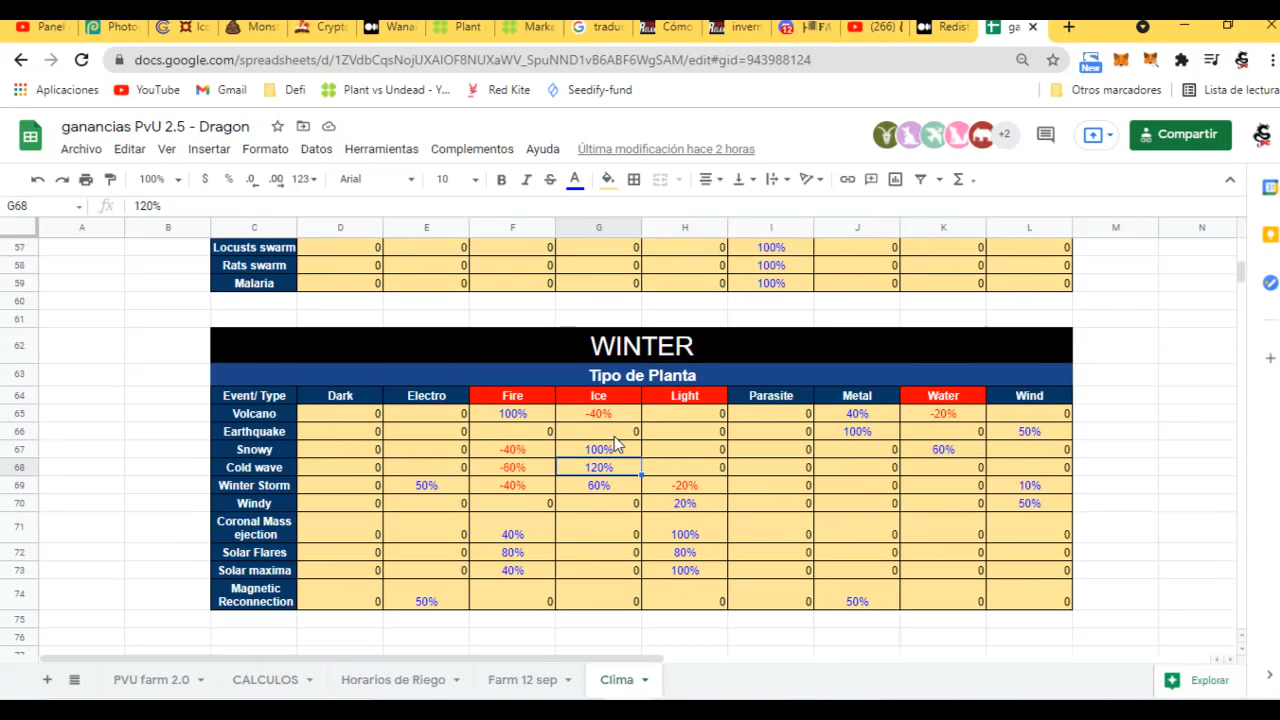 Panel Photo Ico Monst Crypto Wanai Plant s Marke traduc Cómo inverr (266) ( Redist ga
docs.google.com/spreadsheets/d/1ZVdbCqsNojUXAIOF8NUXaWV_SpuNND1vB6ABF6WgSAM/edit#gid=943988124
New
Aplicaciones YouTube Gmail Defi Plant vs Undead - Y... Red Kite Seedify-fund Otros marcadores Lista de lectura
ganancias PvU 2.5 - Dragon +2 Compartir
Archivo Editar Ver Insertar Formato Datos Herramientas Complementos Ayuda Última modificación hace 2 horas
100% $ % .0 .00 123 Arial 10 B I S A
G68 fx 120%
A B C D E F G H I J K L M N
57 Locusts swarm 0 0 0 0 0 100% 0 0 0
58 Rats swarm 0 0 0 0 0 100% 0 0 0
59 Malaria 0 0 0 0 0 100% 0 0 0
60
61
62 WINTER
63 Tipo de Planta
64 Event/ Type Dark Electro Fire Ice Light Parasite Metal Water Wind
65 Volcano 0 0 100% -40% 0 0 40% -20% 0
66 Earthquake 0 0 0 0 0 0 100% 0 50%
67 Snowy 0 0 -40% 100% 0 0 0 60% 0
68 Cold wave 0 0 -60% 120% 0 0 0 0 0
69 Winter Storm 0 50% -40% 60% -20% 0 0 0 10%
70 Windy 0 0 0 0 20% 0 0 0 50%
71 Coronal Mass
ejection 0 0 40% 0 100% 0 0 0 0
72 Solar Flares 0 0 80% 0 80% 0 0 0 0
73 Solar maxima 0 0 40% 0 100% 0 0 0 0
74 Magnetic
Reconnection 0 50% 0 0 0 0 50% 0 0
75
76
77
PVU farm 2.0 CALCULOS Horarios de Riego Farm 12 sep Clima Explorar